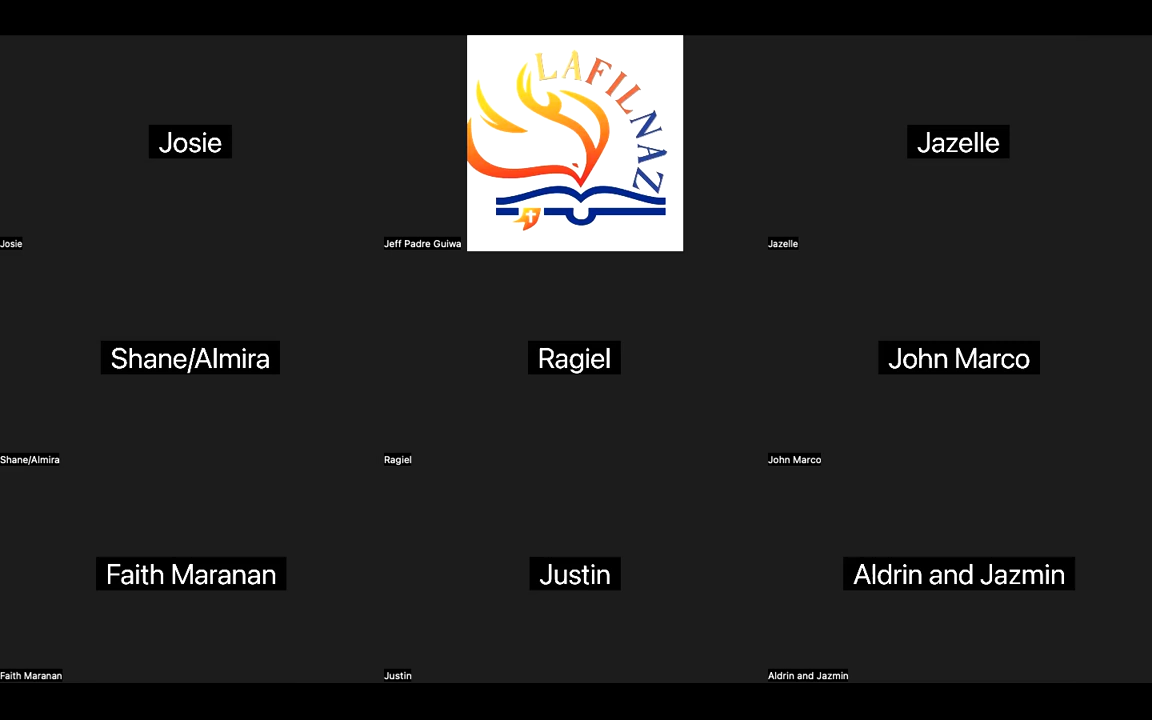 Josie
LAFILNAZ
Jazelle
Josie
Jeff Padre Guiwa
Jazelle
Shane/Almira
Ragiel
John Marco
Shane/Almira
Ragiel
John Marco
Faith Maranan
Justin
Aldrin and Jazmin
Faith Maranan
Justin
Aldrin and Jazmin